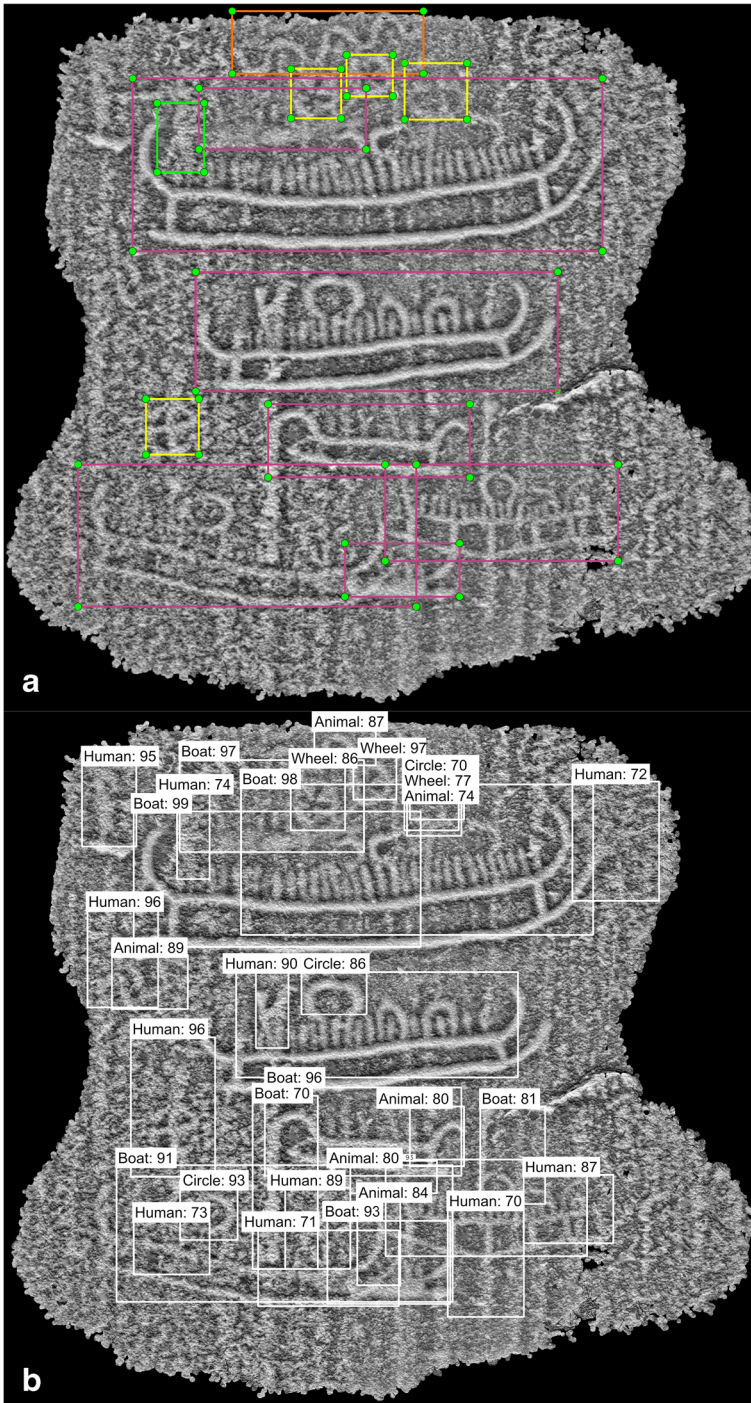 a
Animal: 87
Human: 95
Boat: 97
Wheel: 86
Wheel: 97
Circle: 70
Wheel: 77
Animal: 74
Human: 72
Human: 74
Boat: 98
Boat: 99
Human: 96
Animal: 89
Human: 90
Circle: 86
Human: 96
Boat: 96
Boat: 70
Animal: 80
Boat: 81
Boat: 91
Animal: 80
93
Human: 87
Circle: 93
Human: 89
Animal: 84
Human: 70
Human: 73
Human: 71
Boat: 93
b